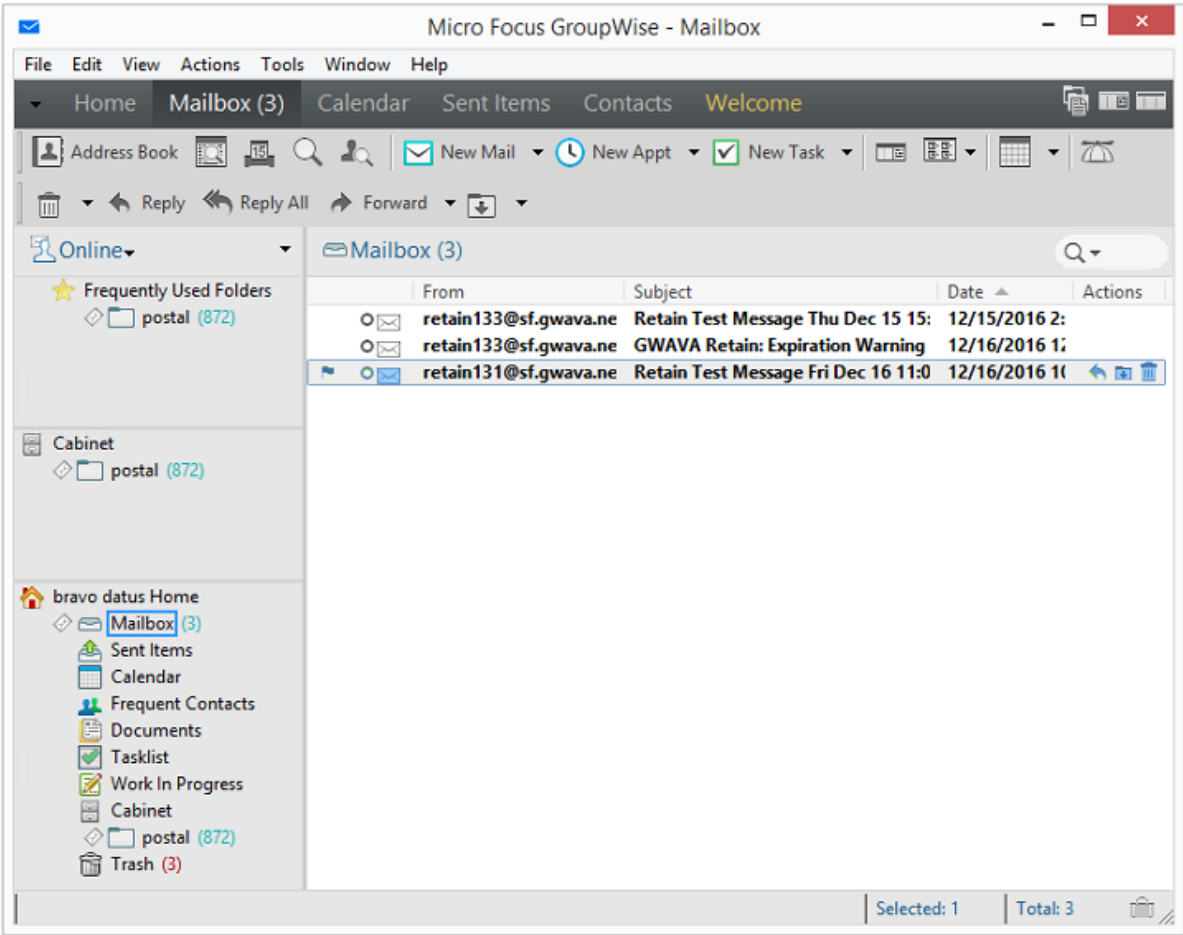 Micro Focus GroupWise - Mailbox
File Edit View Actions Tools Window Help
Home Mailbox (3) Calendar Sent Items Contacts Welcome
Address Book 15 New Mail New Appt New Task
Reply Reply All Forward
Online
Mailbox (3)
Frequently Used Folders
postal (872)
Cabinet
postal (872)
bravo datus Home
Mailbox (3)
Sent Items
Calendar
Frequent Contacts
Documents
Tasklist
Work In Progress
Cabinet
postal (872)
Trash (3)
From Subject Date Actions
retain133@sf.gwava.ne Retain Test Message Thu Dec 15 15: 12/15/2016 2:
retain133@sf.gwava.ne GWAVA Retain: Expiration Warning 12/16/2016 12
retain131@sf.gwava.ne Retain Test Message Fri Dec 16 11:0 12/16/2016 10
Selected: 1 Total: 3